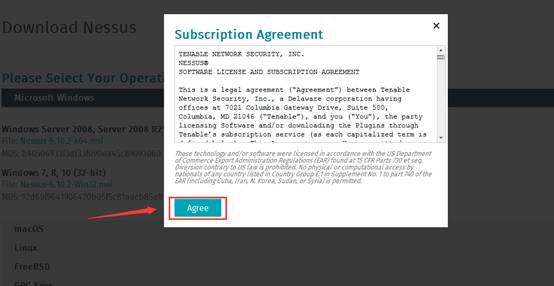 Download Nessus
Please Select Your Operati
Microsoft Windows
Windows Server 2008, Server 2008 R2
File: Nessus-6.10.2-x64.msi
MD5:
Windows 7, 8, 10 (32-bit)
File: Nessus-6.10.2-Win32.msi
MD5:
macOS
Linux
FreeBSD
GPG Keys
Subscription Agreement
TENABLE NETWORK SECURITY, INC.
NESSUS®
SOFTWARE LICENSE AND SUBSCRIPTION AGREEMENT
This is a legal agreement ("Agreement") between Tenable
Network Security, Inc., a Delaware corporation having
offices at 7021 Columbia Gateway Drive, Suite 500,
Columbia, MD 21046 ("Tenable"), and you ("You"), the party
licensing Software and/or downloading the Plugins through
Tenable's subscription service (as each capitalized term is
These technology and/or software were licensed in accordance with the US Department
of Commerce Export Administration Regulations (EAR) found at 15 CFR Parts 730 et seq.
Diversion contrary to US law is prohibited. No physical or computational access by
nationals of any country listed in Country Group E:1 in Supplement No. 1 to part 740 of the
EAR (including Cuba, Iran, N. Korea, Sudan, or Syria) is permitted.
Agree